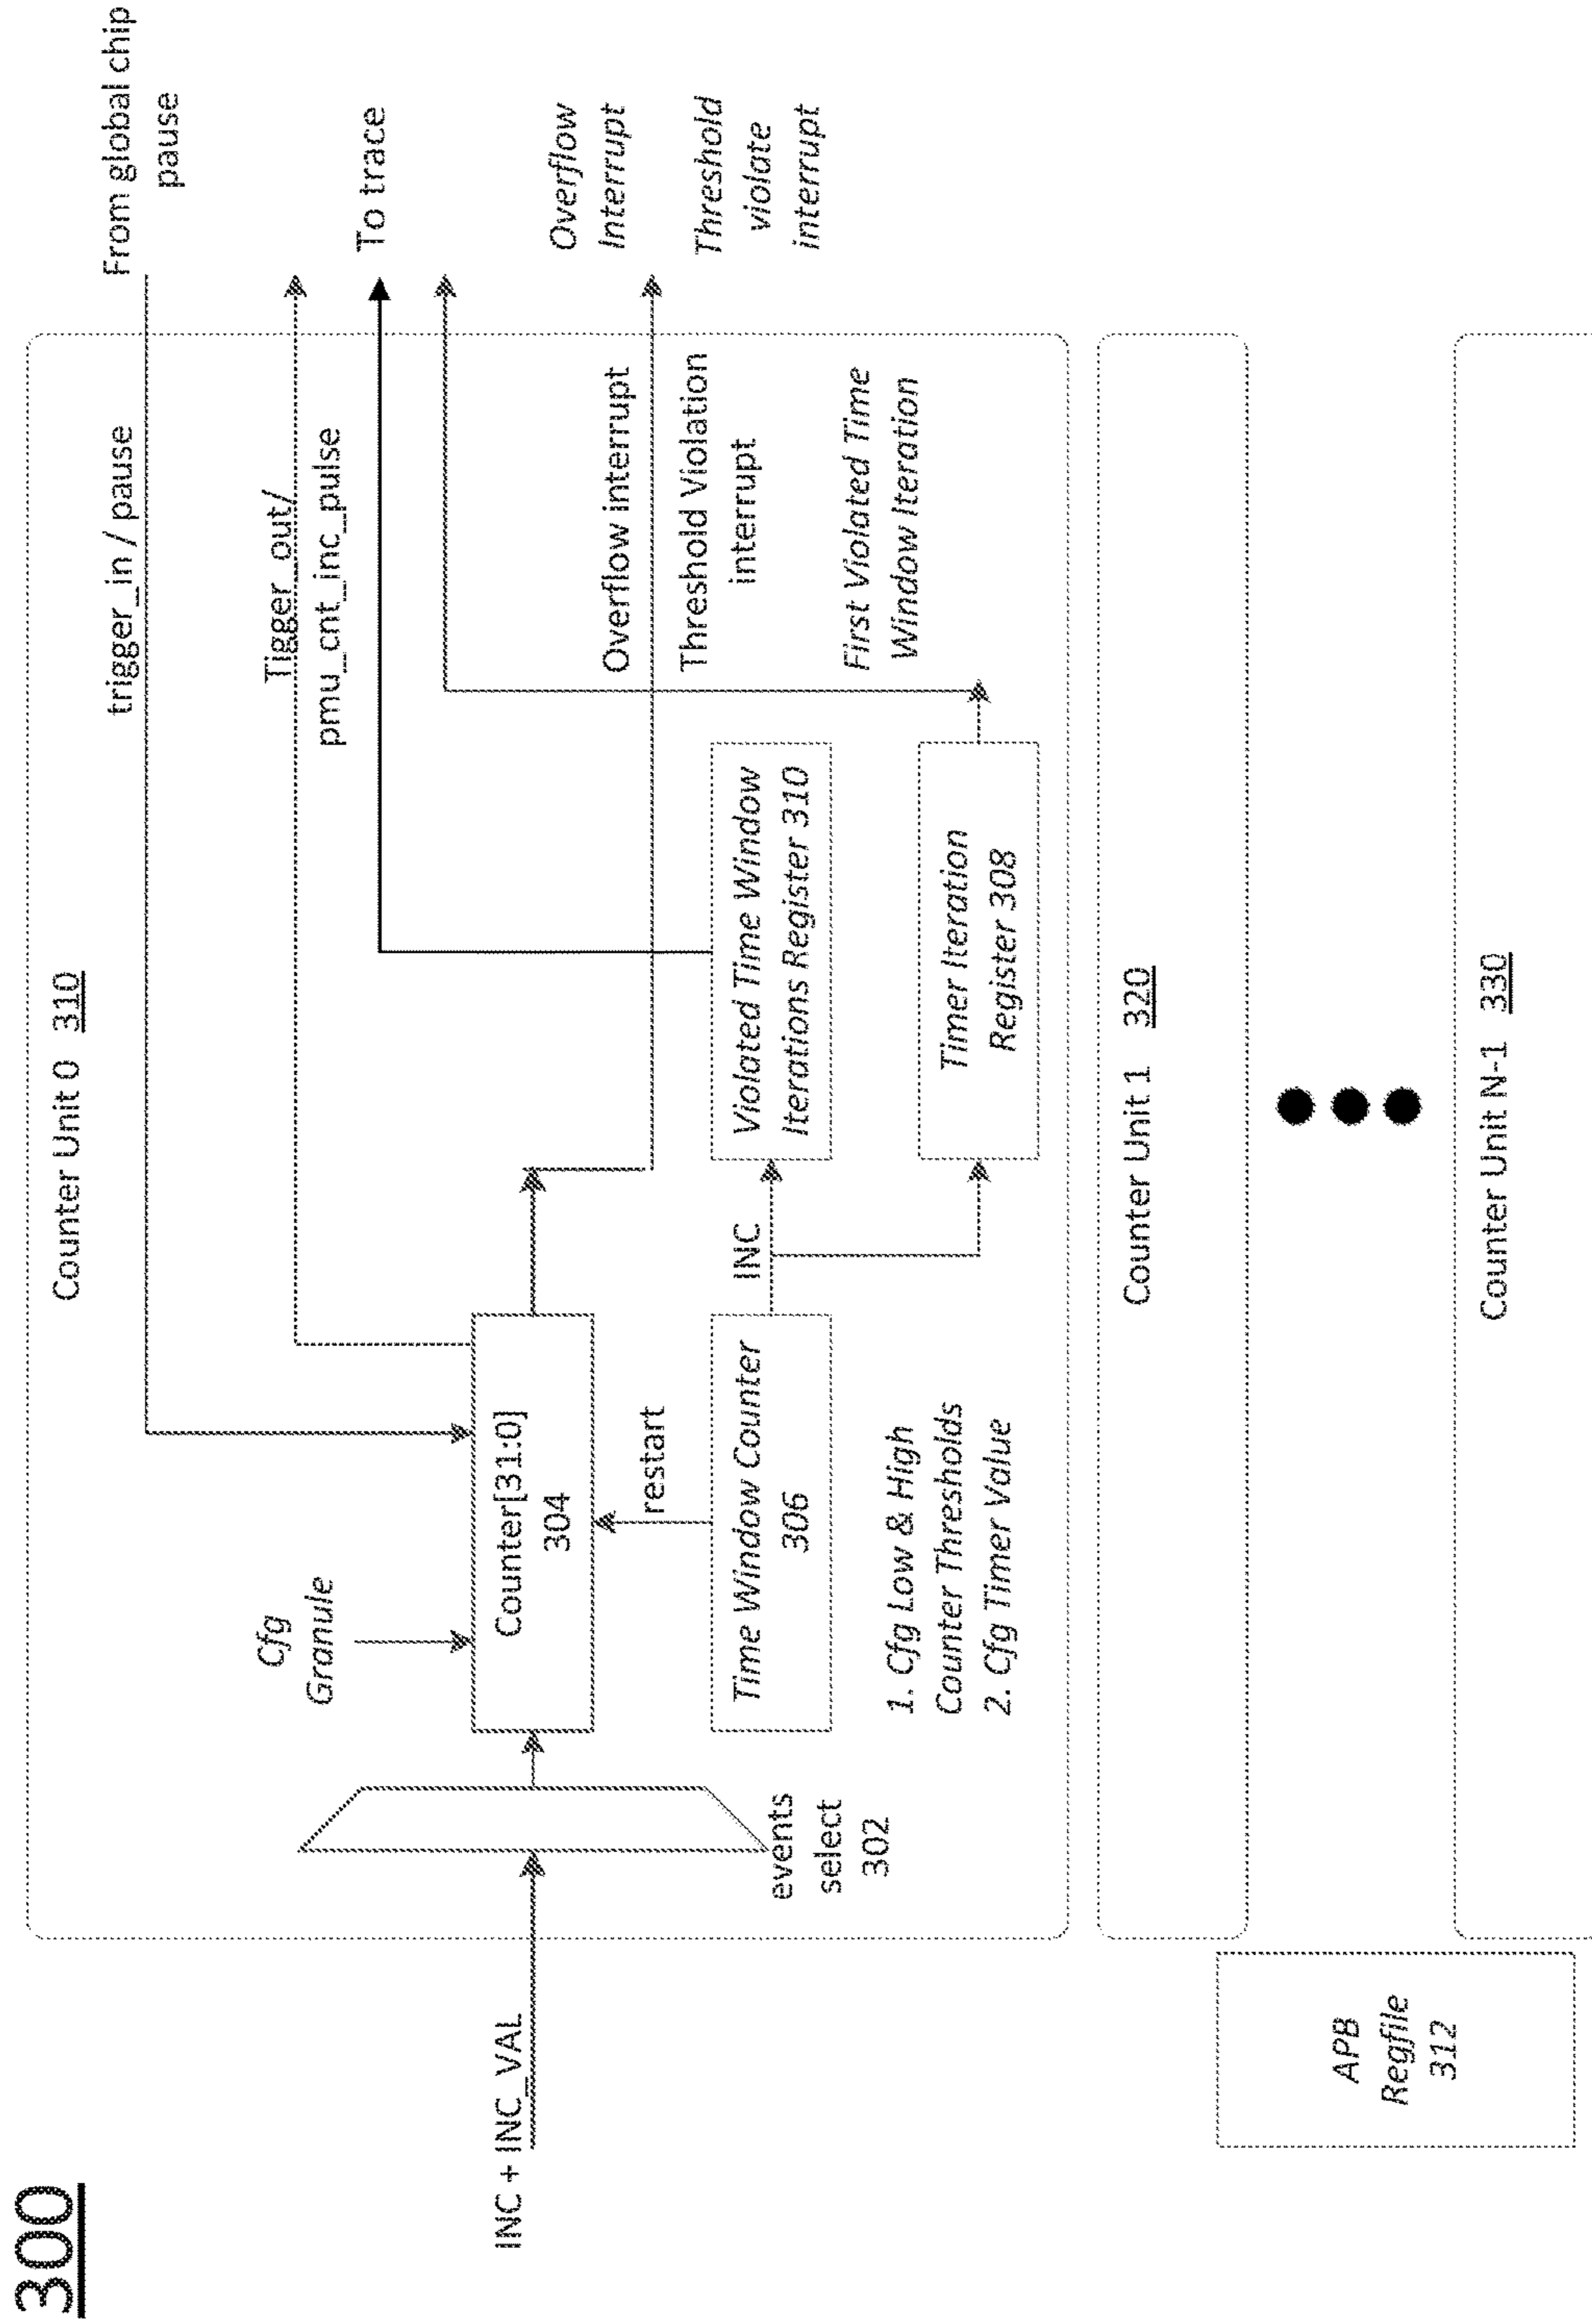 300
Counter Unit 0 310
From global chip
pause
trigger_in / pause
Tigger_out/
pmu_cnt_inc_pulse
To trace
Cfg
Granule
INC + INC_VAL
Counter[31:0]
304
Overflow interrupt
Overflow
Interrupt
restart
Threshold Violation
interrupt
Threshold
violate
interrupt
events
select
302
Time Window Counter
306
INC
Violated Time Window
Iterations Register 310
First Violated Time
Window Iteration
1. Cfg Low & High
Counter Thresholds
2. Cfg Timer Value
Timer Iteration
Register 308
Counter Unit 1 320
APB
Regfile
312
Counter Unit N-1 330